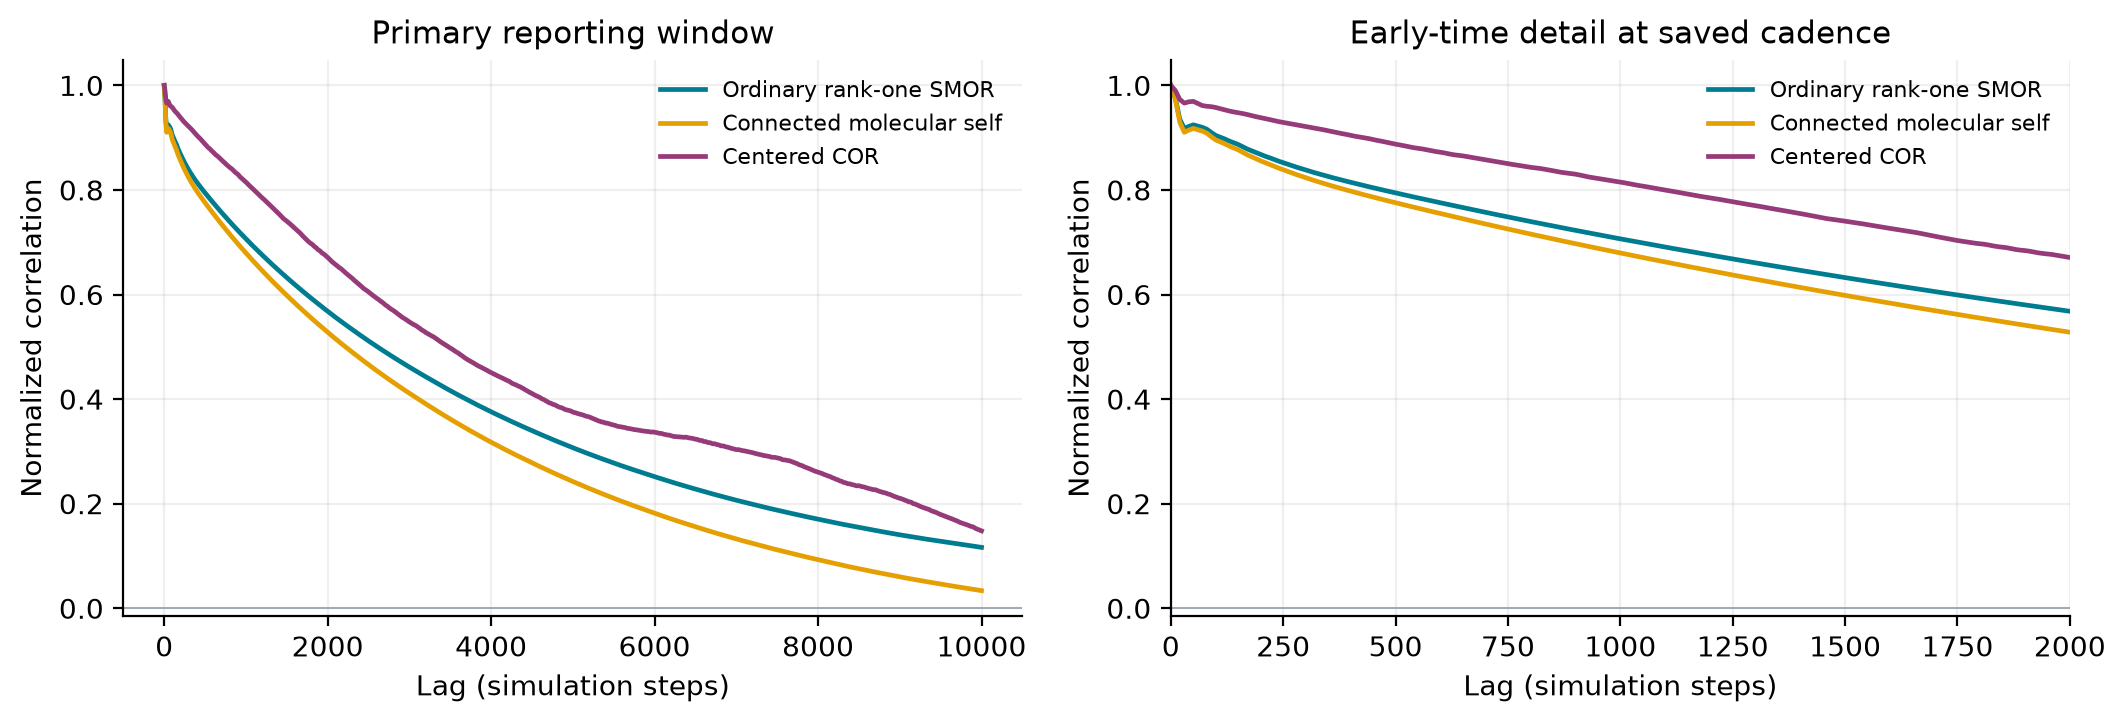 Primary reporting window
Normalized correlation
1.0
0.8
0.6
0.4
0.2
0.0
Ordinary rank-one SMOR
Connected molecular self
Centered COR
0 2000 4000 6000 8000 10000
Lag (simulation steps)
Early-time detail at saved cadence
Normalized correlation
1.0
0.8
0.6
0.4
0.2
0.0
Ordinary rank-one SMOR
Connected molecular self
Centered COR
0 250 500 750 1000 1250 1500 1750 2000
Lag (simulation steps)